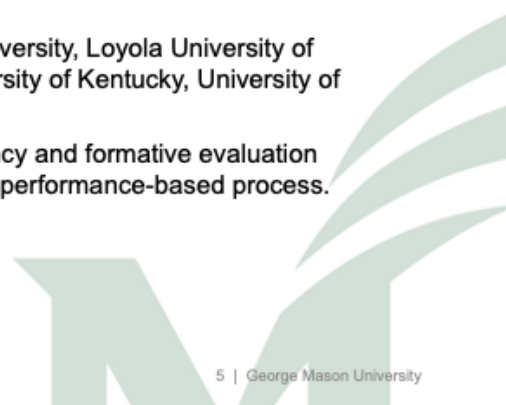 versity, Loyola University of
rsity of Kentucky, University of
cy and formative evaluation
performance-based process.
5 | George Mason University